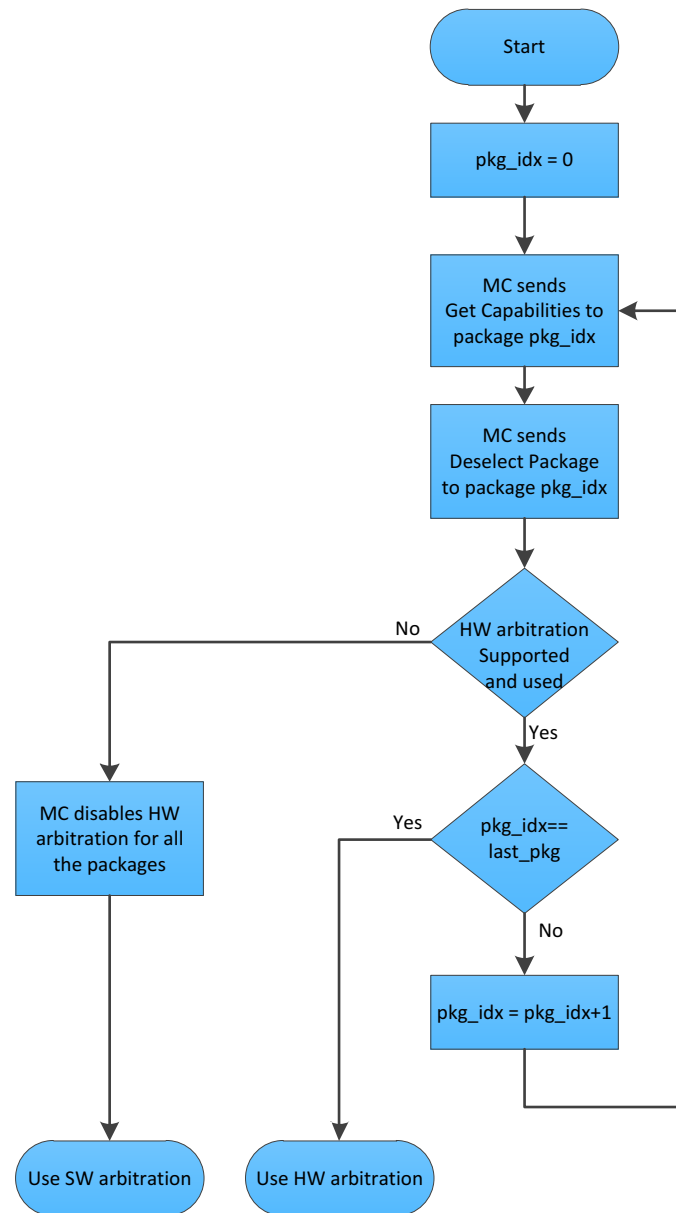 Start
pkg_idx = 0
MC sends
Get Capabilities to
package pkg_idx
MC sends
Deselect Package
to package pkg_idx
No
HW arbitration
Supported
and used
Yes
MC disables HW
arbitration for all
the packages
Yes
pkg_idx==
last_pkg
No
pkg_idx = pkg_idx+1
Use SW arbitration
Use HW arbitration